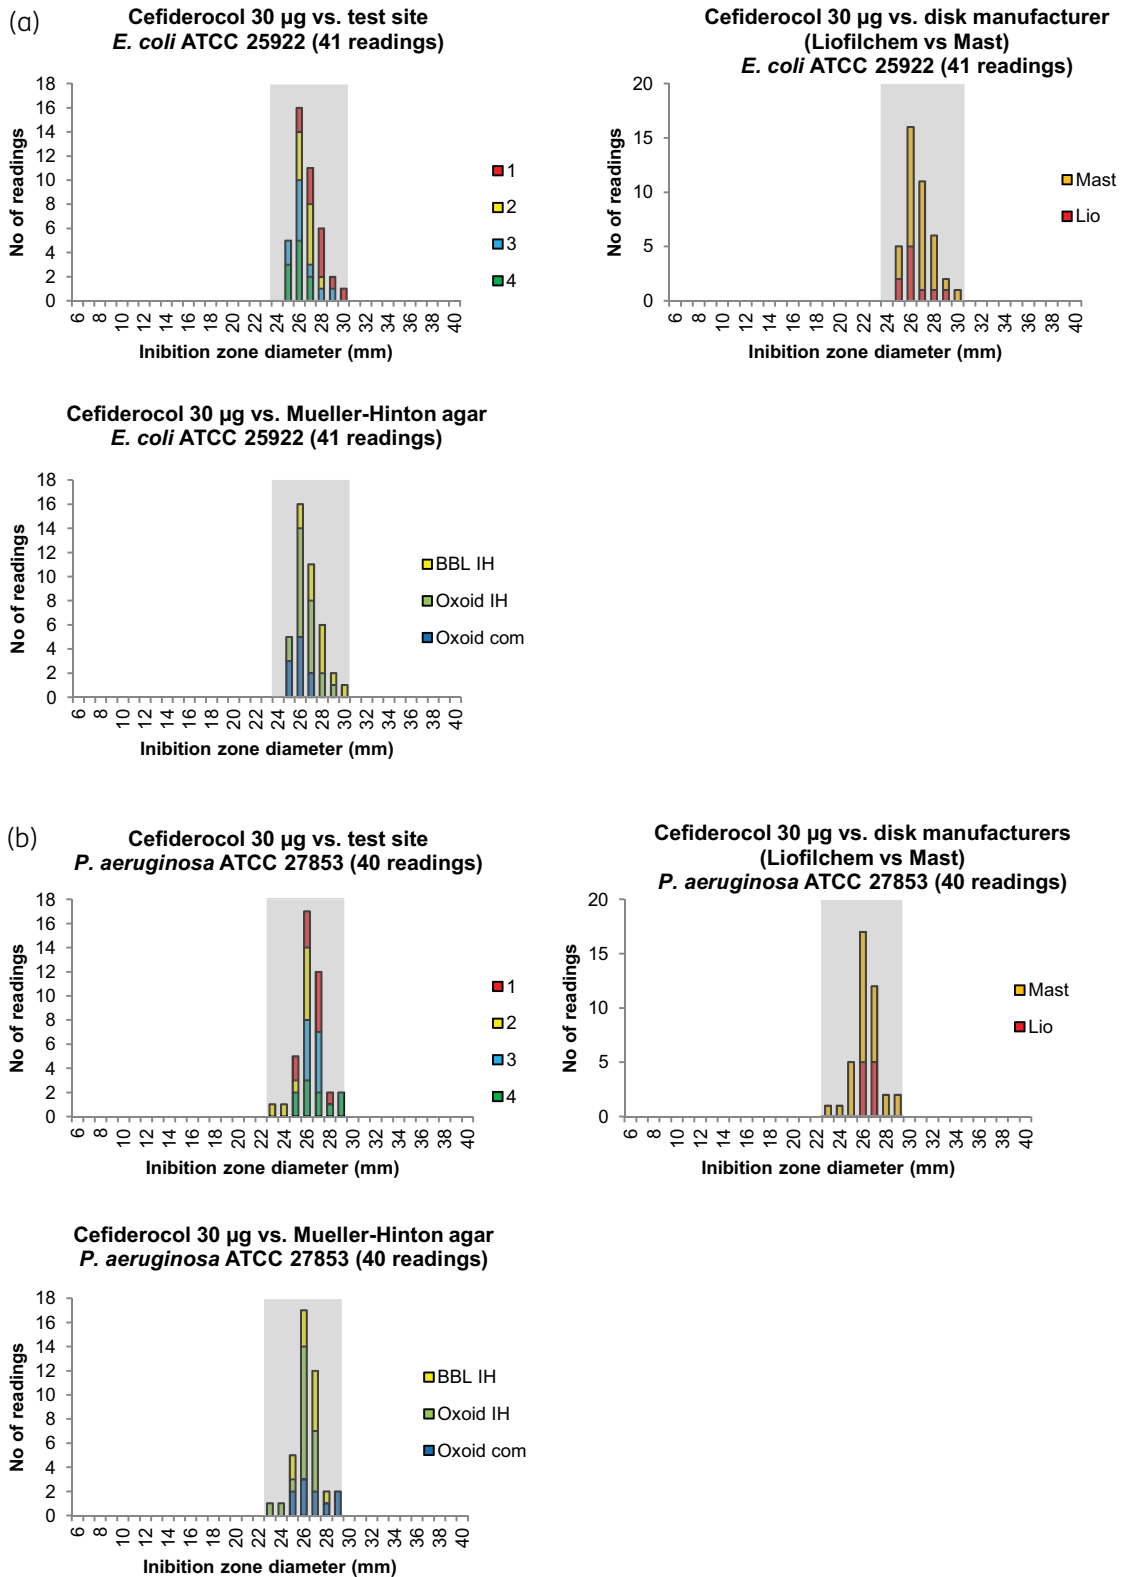 (a)
Cefiderocol 30 µg vs. test site
E. coli ATCC 25922 (41 readings)
No of readings
18
16
14
12
10
8
6
4
2
0
6 8 10 12 14 16 18 20 22 24 26 28 30 32 34 36 38 40
Inibition zone diameter (mm)
1
2
3
4
Cefiderocol 30 µg vs. disk manufacturer
(Liofilchem vs Mast)
E. coli ATCC 25922 (41 readings)
No of readings
20
15
10
5
0
6 8 10 12 14 16 18 20 22 24 26 28 30 32 34 36 38 40
Inibition zone diameter (mm)
Mast
Lio
Cefiderocol 30 µg vs. Mueller-Hinton agar
E. coli ATCC 25922 (41 readings)
No of readings
18
16
14
12
10
8
6
4
2
0
6 8 10 12 14 16 18 20 22 24 26 28 30 32 34 36 38 40
Inibition zone diameter (mm)
BBL IH
Oxoid IH
Oxoid com
(b)
Cefiderocol 30 µg vs. test site
P. aeruginosa ATCC 27853 (40 readings)
No of readings
18
16
14
12
10
8
6
4
2
0
6 8 10 12 14 16 18 20 22 24 26 28 30 32 34 36 38 40
Inibition zone diameter (mm)
1
2
3
4
Cefiderocol 30 µg vs. disk manufacturers
(Liofilchem vs Mast)
P. aeruginosa ATCC 27853 (40 readings)
No of readings
20
15
10
5
0
6 8 10 12 14 16 18 20 22 24 26 28 30 32 34 36 38 40
Inibition zone diameter (mm)
Mast
Lio
Cefiderocol 30 µg vs. Mueller-Hinton agar
P. aeruginosa ATCC 27853 (40 readings)
No of readings
18
16
14
12
10
8
6
4
2
0
6 8 10 12 14 16 18 20 22 24 26 28 30 32 34 36 38 40
Inibition zone diameter (mm)
BBL IH
Oxoid IH
Oxoid com